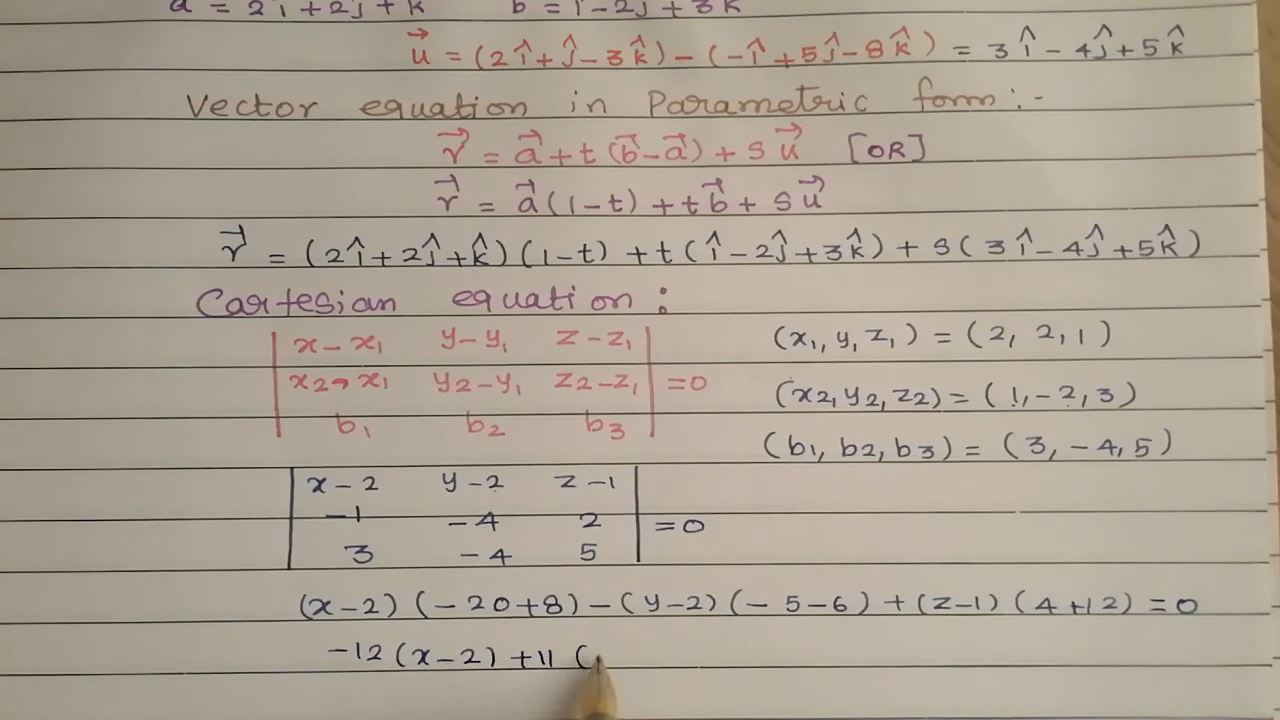 a = 2î + 2ĵ + k b = î - 2ĵ + 3k
u⃗ = (2î + ĵ - 3k̂) - (-î + 5ĵ - 8k̂) = 3î - 4ĵ + 5k̂
Vector equation in Parametric form :-
r⃗ = a⃗ + t(b⃗ - a⃗) + s u⃗ [OR]
r⃗ = a⃗(1-t) + t b⃗ + s u⃗
r⃗ = (2î + 2ĵ + k̂)(1-t) + t(î - 2ĵ + 3k̂) + s(3î - 4ĵ + 5k̂)
Cartesian equation :
| x - x₁ y - y₁ z - z₁ | (x₁, y₁ z₁) = (2, 2, 1)
| x₂ - x₁ y₂ - y₁ z₂ - z₁ | = 0 (x₂, y₂, z₂) = (1, -2, 3)
| b₁ b₂ b₃ | (b₁, b₂, b₃) = (3, -4, 5)
| x - 2 y - 2 z - 1 |
| -1 -4 2 | = 0
| 3 -4 5 |
(x-2)(-20+8) - (y-2)(-5-6) + (z-1)(4+12) = 0
-12(x-2) + 11(